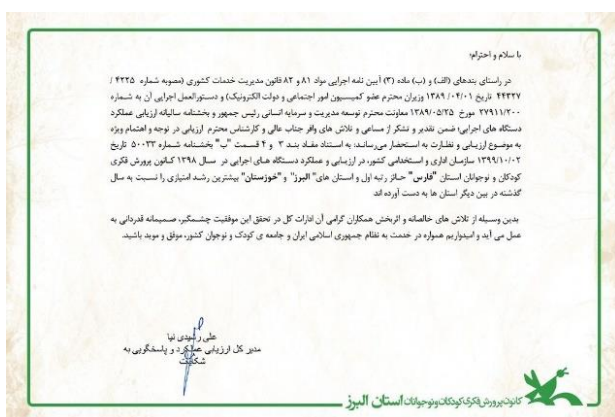 با سلام و احترام؛
در راستای بندهای (الف) و (ب) ماده (۳) آیین نامه اجرایی مواد ۸۱ و ۸۲ قانون مدیریت خدمات کشوری (مصوبه شماره ۴۲۲۵ /
۴۴۳۲۷ تاریخ ۱۳۸۹/۰۴/۰۱ وزیران محترم عضو کمیسیون امور اجتماعی و دولت الکترونیک) و دستورالعمل اجرایی آن به شماره
۲۷۹۱۱/۲۰۰ مورخ ۱۳۸۹/۰۵/۲۵ معاونت محترم توسعه مدیریت و سرمایه انسانی رئیس جمهور و بخشنامه سالیانه ارزیابی عملکرد
دستگاه های اجرایی؛ ضمن تقدیر و تشکر از مساعی و تلاش های وافر جناب عالی و کارشناس محترم ارزیابی در توجه و اهتمام ویژه
به موضوع ارزیابی و نظارت به استحضار می‌رساند: به استناد مفاد بند ۳ و ۴ قسمت "ب" بخشنامه شماره ۵۰۰۳۳ تاریخ
۱۳۹۹/۱۰/۰۲ سازمان اداری و استخدامی کشور، در ارزیابی و عملکرد دستگاه های اجرایی در سال ۱۳۹۸ کانون پرورش فکری
کودکان و نوجوانان استان "فارس" حائز رتبه اول و استان های" البرز" و "خوزستان" بیشترین رشد امتیازی را نسبت به سال
گذشته در بین دیگر استان ها به دست آورده اند
بدین وسیله از تلاش های خالصانه و اثربخش همکاران گرامی آن ادارات کل در تحقق این موفقیت چشمگیر، صمیمانه قدردانی به
عمل می آید و امیدواریم همواره در خدمت به نظام جمهوری اسلامی ایران و جامعه ی کودک و نوجوان کشور، موفق و موید باشید.
علی رشیدی نیا
مدیر کل ارزیابی عملکرد و پاسخگویی به
شکایات
کانون پرورش فکری کودکان و نوجوانان استان البرز